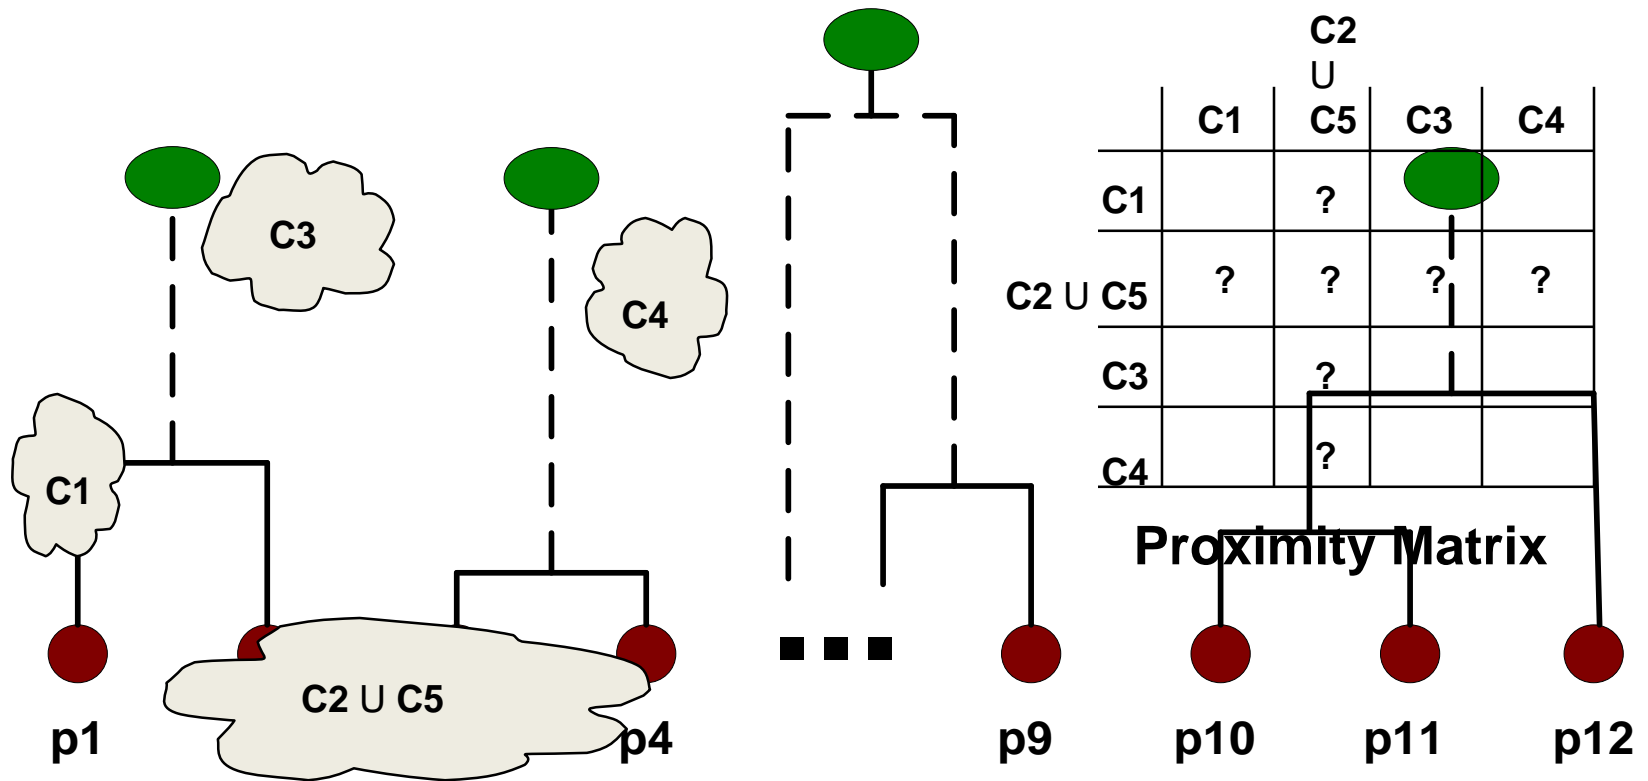 C2
U
C1 C5 C3 C4
C3
C1 ?
C4
C2 U C5 ? ? ? ?
C3 ?
C1
C4 ?
Proximity Matrix
C2 U C5
p1 p4 p9 p10 p11 p12